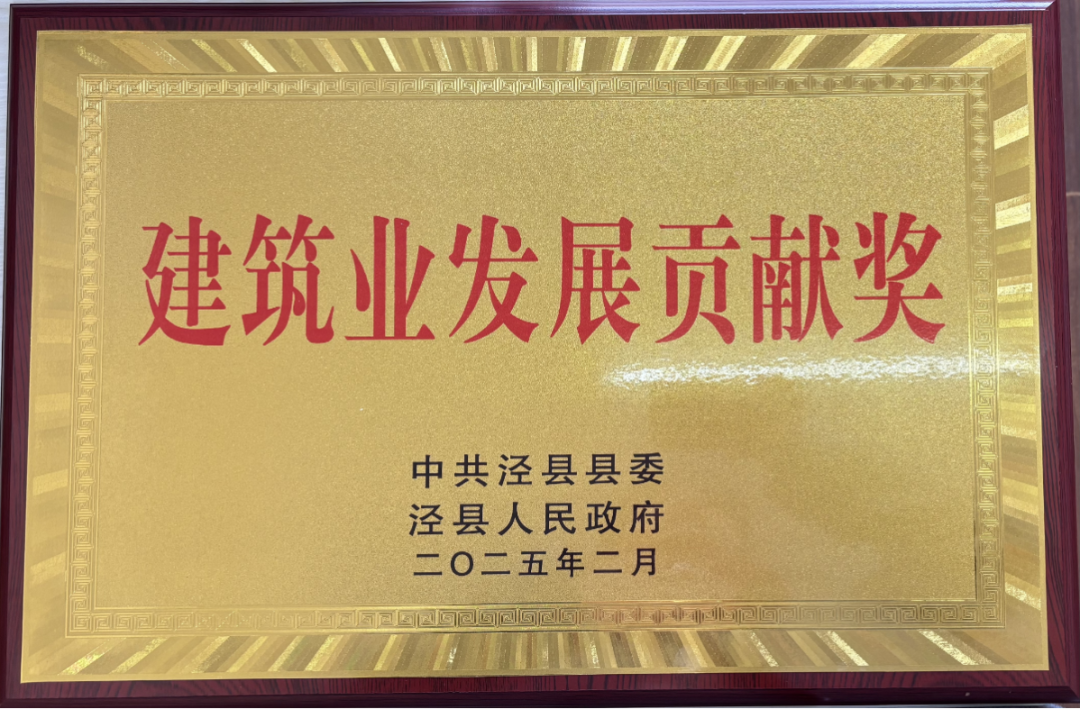 建筑业发展贡献奖
中共泾县县委
泾县人民政府
二〇二五年二月